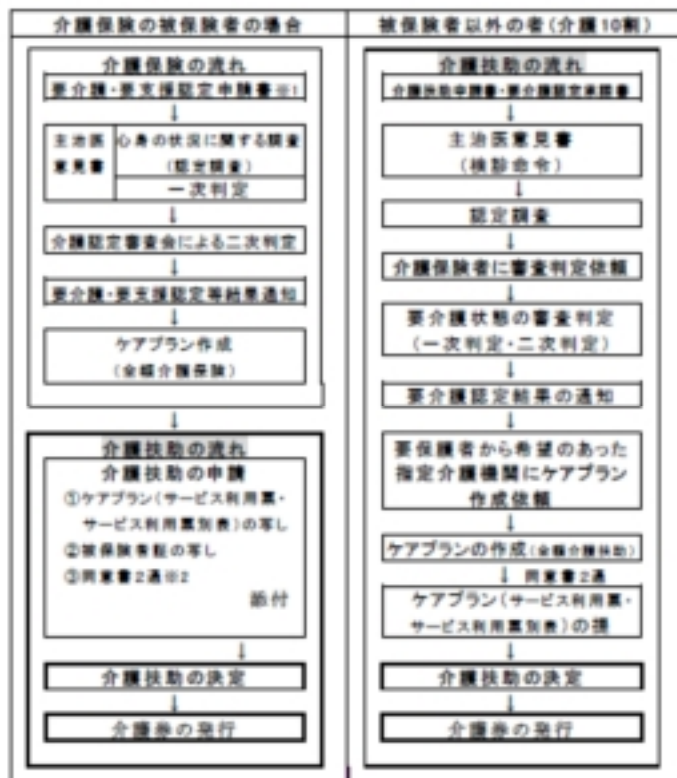 介護保険の被保険者の場合
介護保険の流れ
要介護・要支援認定申請書※1
↓
主治医
意見書
心身の状況に関する調査
(認定調査)
一次判定
↓
介護認定審査会による二次判定
↓
要介護・要支援認定等結果通知
↓
ケアプラン作成
(全額介護保険)
↓
介護扶助の流れ
介護扶助の申請
①ケアプラン(サービス利用票・
サービス利用票別表)の写し
②被保険者証の写し
③同意書2通※2
添付
↓
介護扶助の決定
↓
介護券の発行
被保険者以外の者(介護10割)
介護扶助の流れ
介護扶助申請書・要介護認定承諾書
↓
主治医意見書
(検診命令)
↓
認定調査
↓
介護保険者に審査判定依頼
↓
要介護状態の審査判定
(一次判定・二次判定)
↓
要介護認定結果の通知
↓
要保護者から希望のあった
指定介護機関にケアプラン
作成依頼
↓
ケアプランの作成(全額介護扶助)
↓ 同意書2通
ケアプラン(サービス利用票・
サービス利用票別表)の提
↓
介護扶助の決定
↓
介護券の発行